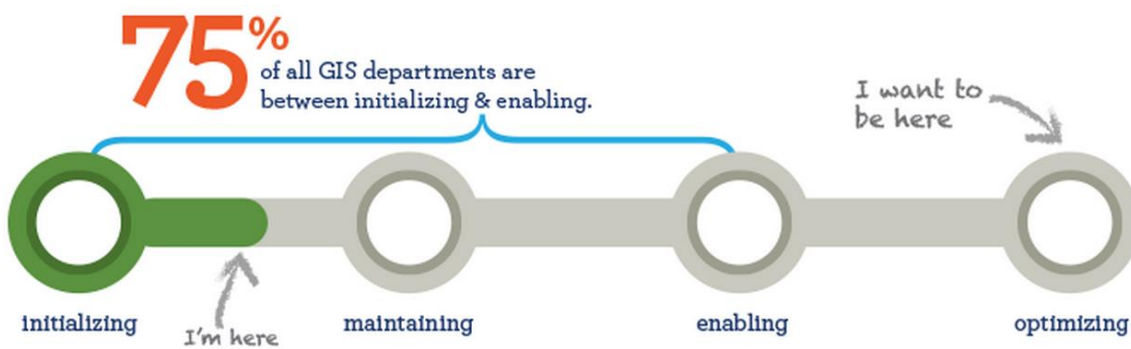 75%
of all GIS departments are
between initializing & enabling.
I want to
be here
initializing
I'm here
maintaining
enabling
optimizing